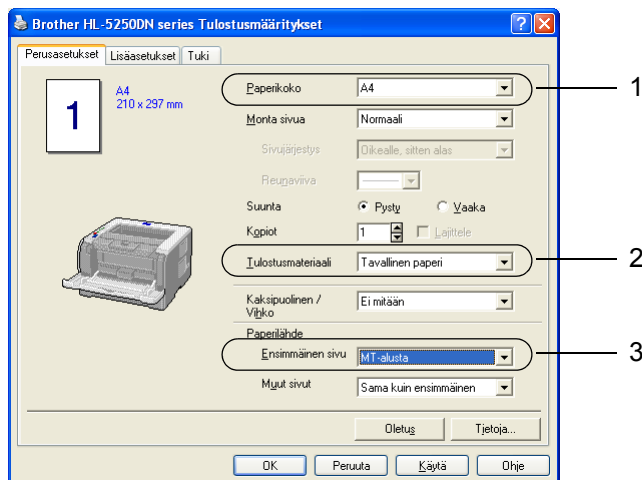 Brother HL-5250DN series Tulostusmääritykset
Perusasetukset Lisäasetukset Tuki
1
A4
210 x 297 mm
Paperikoko A4 1
Monta sivua Normaali
Sivujärjestys Oikealle, sitten alas
Reunaviiva
Suunta Pysty Vaaka
Kopiot 1 Lajittele
Tulostusmateriaali Tavallinen paperi 2
Kaksipuolinen / Ei mitään
Vihko
Paperilähde
Ensimmäinen sivu MT-alusta 3
Muut sivut Sama kuin ensimmäinen
Oletus Tietoja...
OK Peruuta Käytä Ohje